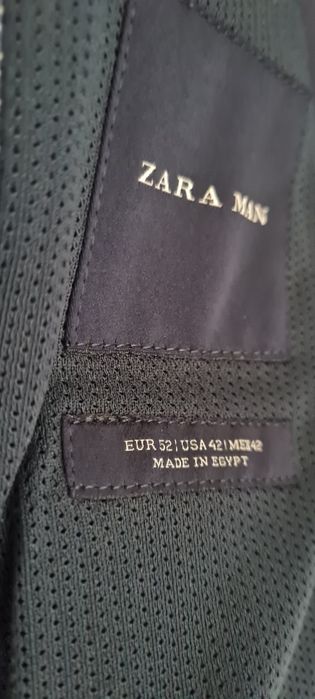 ZARA MAN
EUR 52 | USA 42 | MEX 42
MADE IN EGYPT